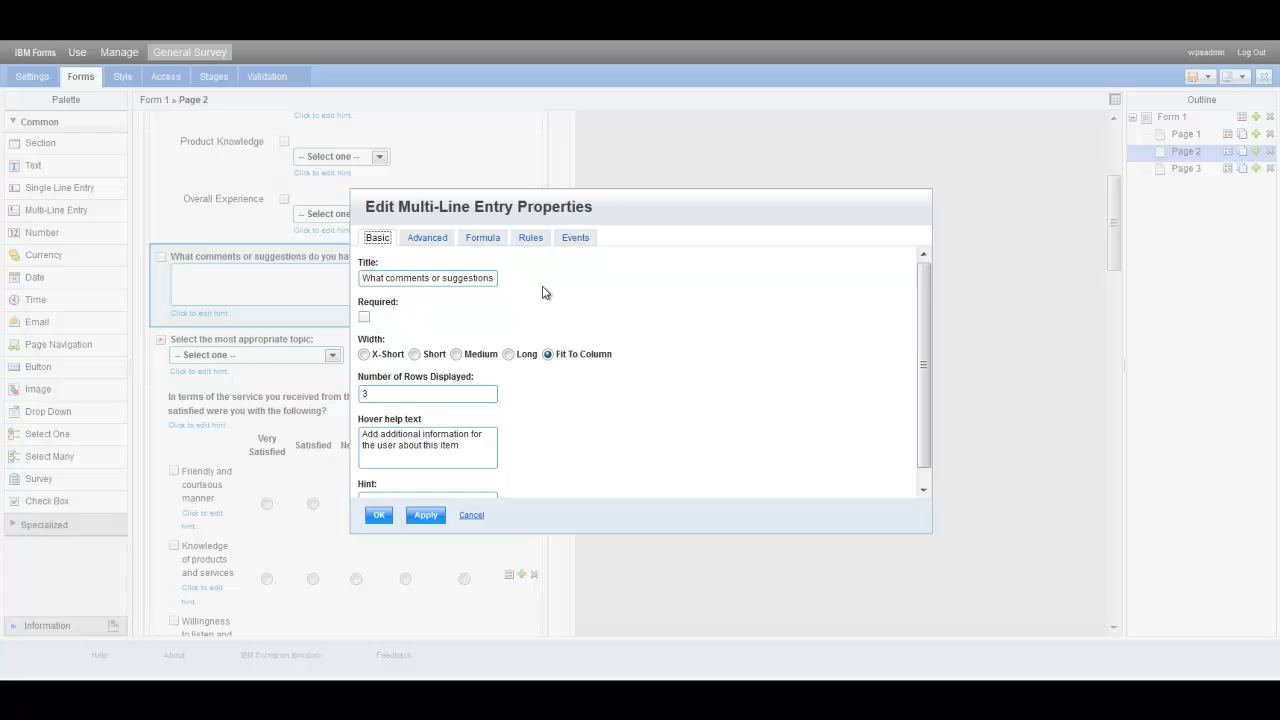 IBM Forms Use Manage General Survey wpsadmin Log Out
Settings Forms Style Access Stages Validation
Palette
Common
Section
Text
Single Line Entry
Multi-Line Entry
Number
Currency
Date
Time
Email
Page Navigation
Button
Image
Drop Down
Select One
Select Many
Survey
Check Box
Specialized
Information
Form 1 » Page 2
Click to edit hint.
Product Knowledge
-- Select one --
Click to edit hint.
Overall Experience
-- Select one
Click to edit hint.
What comments or suggestions do you ha
Click to edit hint.
Select the most appropriate topic:
-- Select one --
Click to edit hint.
In terms of the service you received from th
satisfied were you with the following?
Click to edit hint...
Very
Satisfied
Satisfied
Ne
Friendly and
courteous
manner
Click to edit
hint...
Knowledge
of products
and services
Click to edit
hint.
Willingness
to listen and
Edit Multi-Line Entry Properties
Basic Advanced Formula Rules Events
Title:
What comments or suggestions
Required:
Width:
X-Short Short Medium Long Fit To Column
Number of Rows Displayed:
3
Hover help text
Add additional information for
the user about this item
Hint:
OK Apply Cancel
Outline
Form 1
Page 1
Page 2
Page 3
Help About Feedback